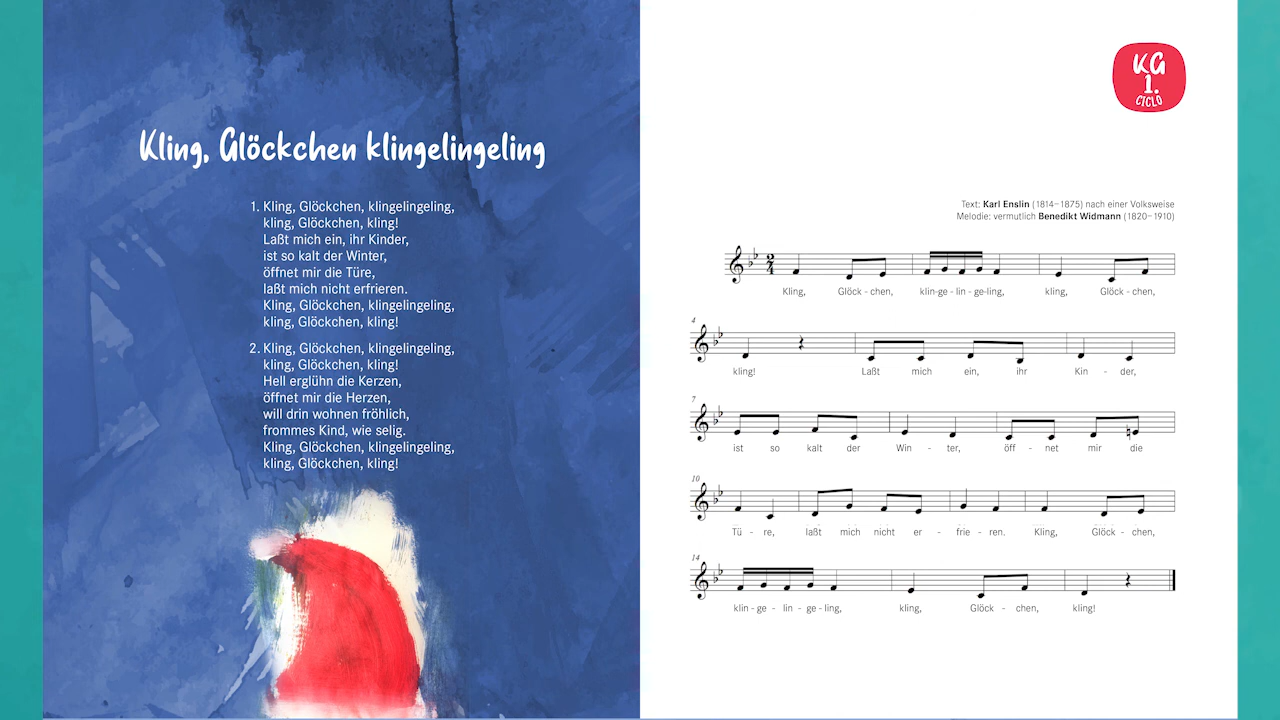 Kling, Glöckchen klingelingeling
1. Kling, Glöckchen, klingelingeling,
kling, Glöckchen, kling!
Laßt mich ein, ihr Kinder,
ist so kalt der Winter,
öffnet mir die Türe,
laßt mich nicht erfrieren.
Kling, Glöckchen, klingelingeling,
kling, Glöckchen, kling!
2. Kling, Glöckchen, klingelingeling,
kling, Glöckchen, kling!
Hell erglühn die Kerzen,
öffnet mir die Herzen,
will drin wohnen fröhlich,
frommes Kind, wie selig.
Kling, Glöckchen, klingelingeling,
kling, Glöckchen, kling!
KG
1.
CICLO
Text: Karl Enslin (1814–1875) nach einer Volksweise
Melodie: vermutlich Benedikt Widmann (1820–1910)
2
4
Kling, Glöck - chen, klin-ge - lin - ge-ling, kling, Glöck - chen,
4
kling! Laßt mich ein, ihr Kin - der,
7
ist so kalt der Win - ter, öff - net mir die
10
Tü - re, laßt mich nicht er - frie - ren. Kling, Glöck - chen,
14
klin - ge - lin - ge - ling, kling, Glöck - chen, kling!